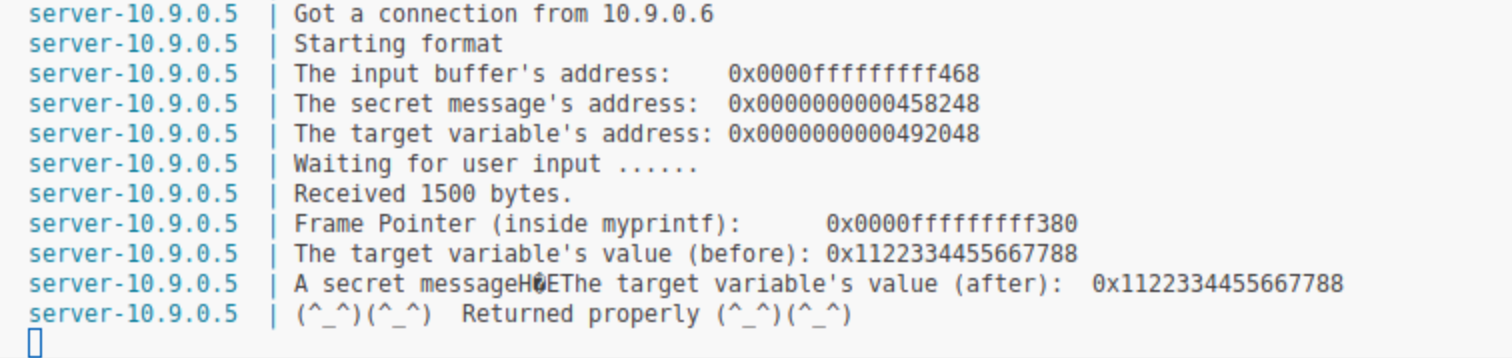 server-10.9.0.5 | Got a connection from 10.9.0.6
server-10.9.0.5 | Starting format
server-10.9.0.5 | The input buffer's address: 0x0000fffffffff468
server-10.9.0.5 | The secret message's address: 0x0000000000458248
server-10.9.0.5 | The target variable's address: 0x0000000000492048
server-10.9.0.5 | Waiting for user input ......
server-10.9.0.5 | Received 1500 bytes.
server-10.9.0.5 | Frame Pointer (inside myprintf): 0x0000fffffffff380
server-10.9.0.5 | The target variable's value (before): 0x1122334455667788
server-10.9.0.5 | A secret messageH�EThe target variable's value (after): 0x1122334455667788
server-10.9.0.5 | (^_^)(^_^) Returned properly (^_^)(^_^)